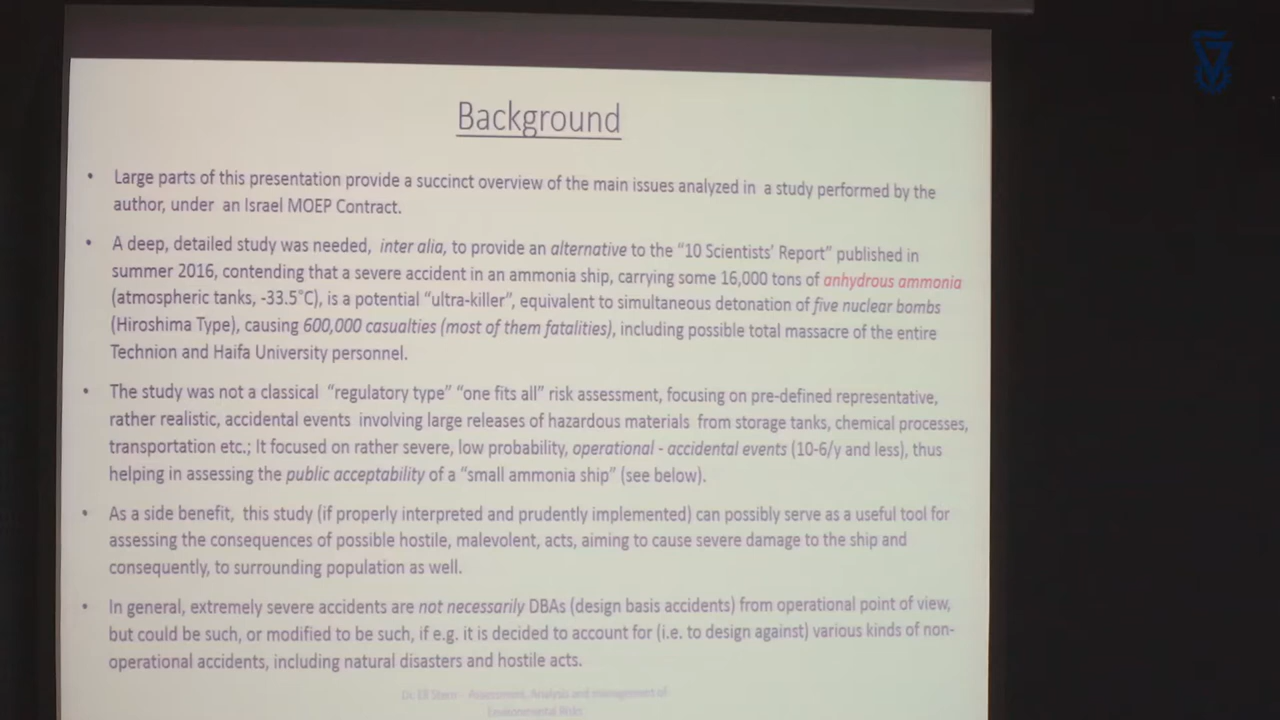 Background
• Large parts of this presentation provide a succinct overview of the main issues analyzed in a study performed by the
author, under an Israel MOEP Contract.
• A deep, detailed study was needed, inter alia, to provide an alternative to the "10 Scientists' Report" published in
summer 2016, contending that a severe accident in an ammonia ship, carrying some 16,000 tons of anhydrous ammonia
(atmospheric tanks, -33.5°C), is a potential "ultra-killer", equivalent to simultaneous detonation of five nuclear bombs
(Hiroshima Type), causing 600,000 casualties (most of them fatalities), including possible total massacre of the entire
Technion and Haifa University personnel.
• The study was not a classical "regulatory type" "one fits all" risk assessment, focusing on pre-defined representative,
rather realistic, accidental events involving large releases of hazardous materials from storage tanks, chemical processes,
transportation etc.; It focused on rather severe, low probability, operational - accidental events (10-6/y and less), thus
helping in assessing the public acceptability of a "small ammonia ship" (see below).
• As a side benefit, this study (if properly interpreted and prudently implemented) can possibly serve as a useful tool for
assessing the consequences of possible hostile, malevolent, acts, aiming to cause severe damage to the ship and
consequently, to surrounding population as well.
• In general, extremely severe accidents are not necessarily DBAs (design basis accidents) from operational point of view,
but could be such, or modified to be such, if e.g. it is decided to account for (i.e. to design against) various kinds of non-
operational accidents, including natural disasters and hostile acts.
Dr. Eli Stern - Assessment, Analysis and management of
Environmental Risks